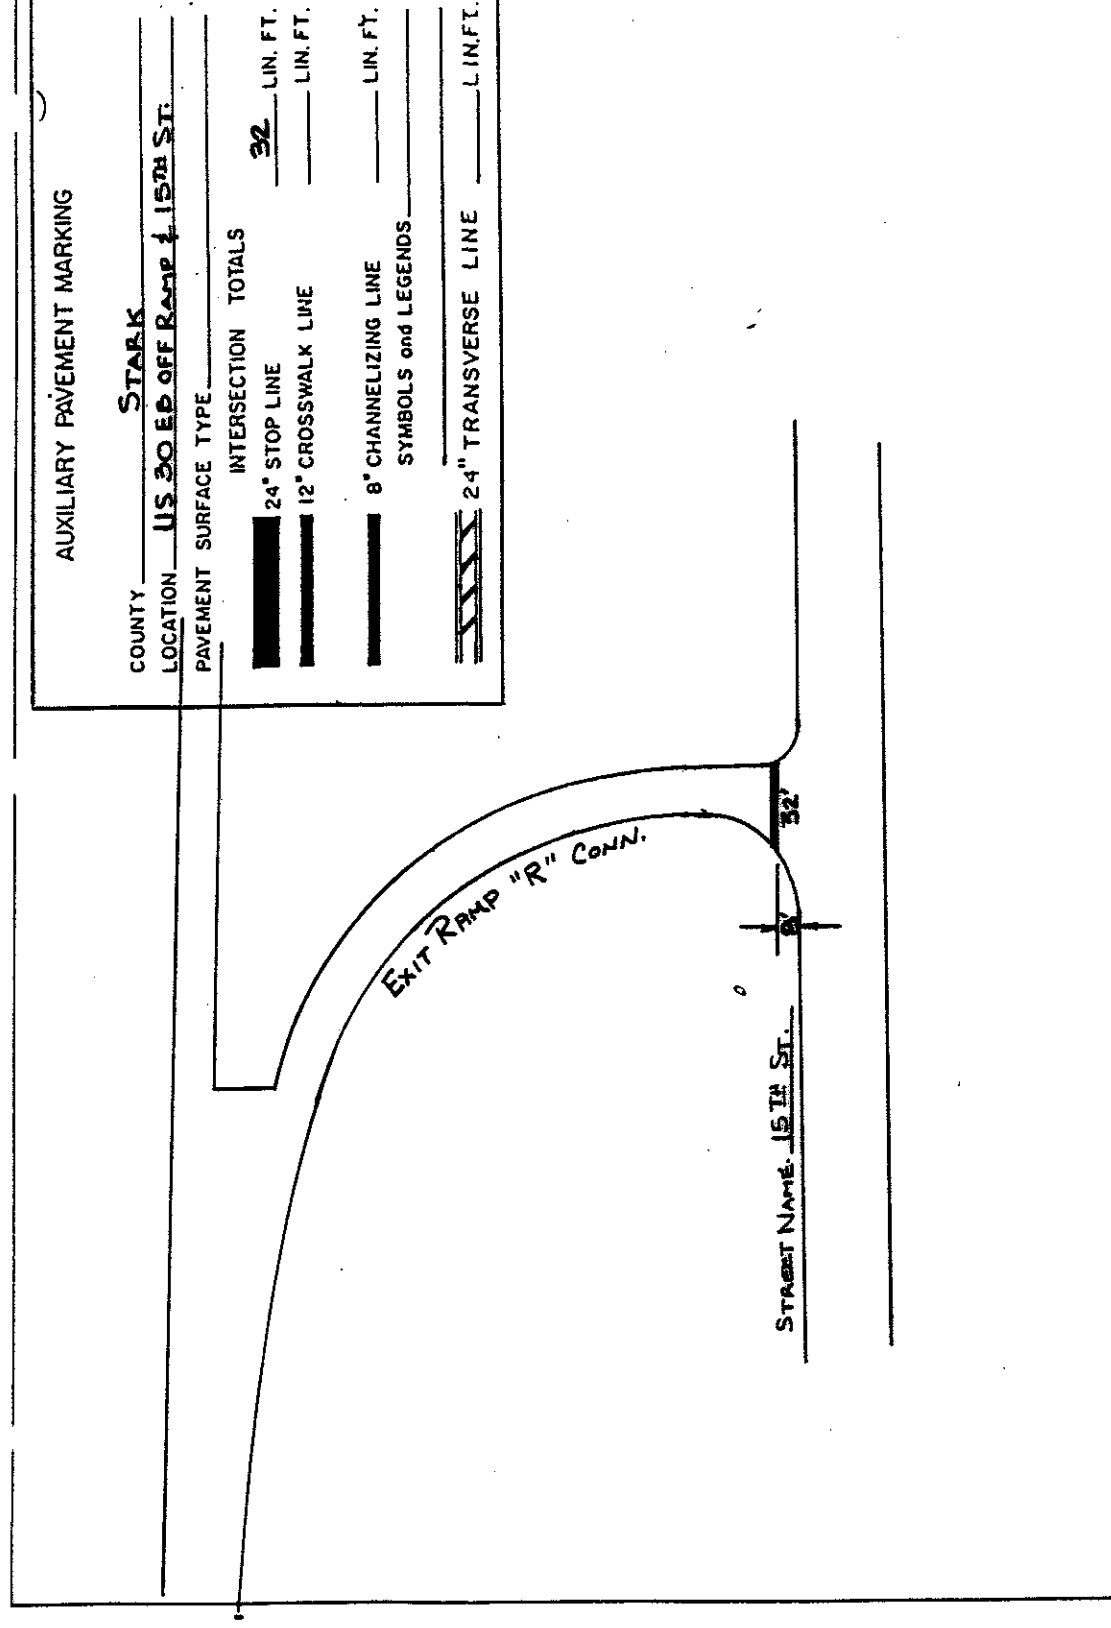 AUXILIARY PAVEMENT MARKING
COUNTY STARK
LOCATION US 30 EB OFF RAMP & 15TH ST.
PAVEMENT SURFACE TYPE
INTERSECTION TOTALS
24" STOP LINE 32 LIN. FT.
12" CROSSWALK LINE LIN. FT.
8" CHANNELIZING LINE LIN. FT.
SYMBOLS and LEGENDS
24" TRANSVERSE LINE LIN. FT.
EXIT RAMP "R" CONN.
32'
8'
STREET NAME. 15TH ST.